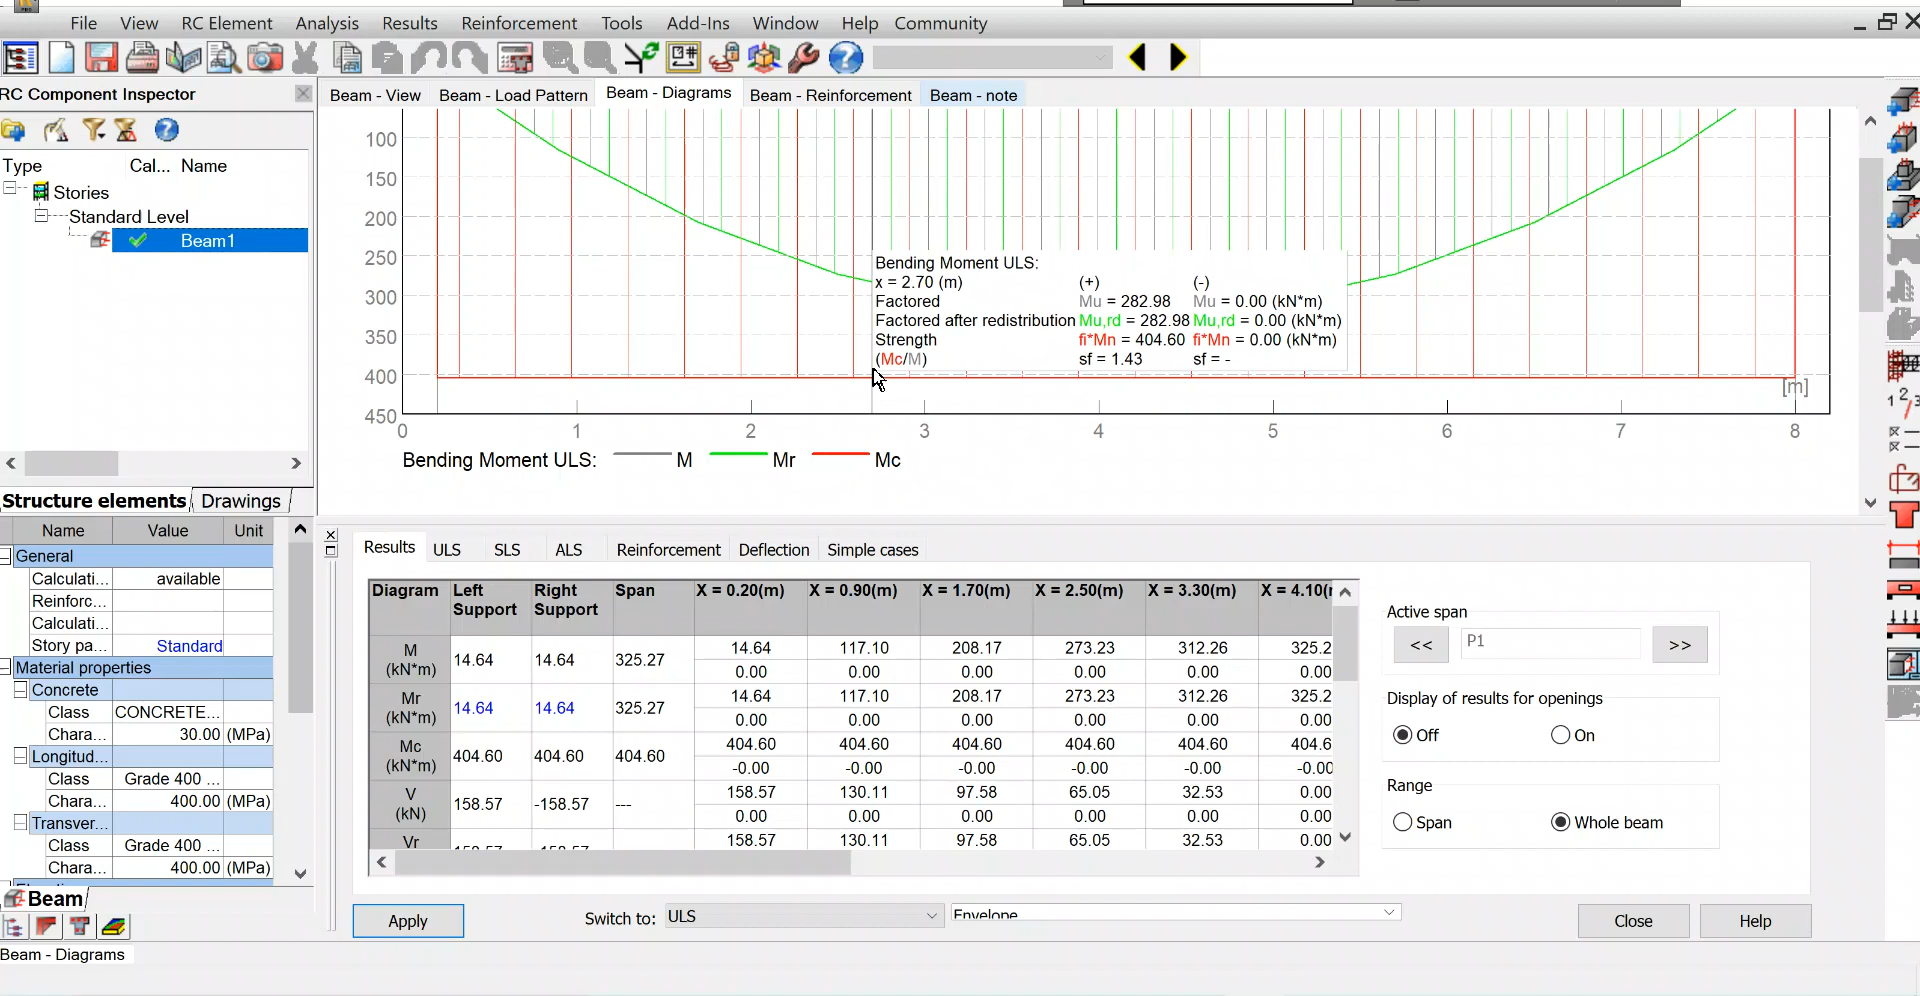 File View RC Element Analysis Results Reinforcement Tools Add-Ins Window Help Community
RC Component Inspector
Type Cal... Name
Stories
Standard Level
Beam1
Structure elements Drawings
Name Value Unit
General
Calculati... available
Reinforc...
Calculati...
Story pa... Standard
Material properties
Concrete
Class CONCRETE...
Chara... 30.00 (MPa)
Longitud...
Class Grade 400 ...
Chara... 400.00 (MPa)
Transver...
Class Grade 400 ...
Chara... 400.00 (MPa)
Beam
Beam - Diagrams
Beam - View Beam - Load Pattern Beam - Diagrams Beam - Reinforcement Beam - note
100
150
200
250
300
350
400
450
0 1 2 3 4 5 6 7 8
[m]
Bending Moment ULS:
x = 2.70 (m) (+) (-)
Factored Mu = 282.98 Mu = 0.00 (kN*m)
Factored after redistribution Mu,rd = 282.98 Mu,rd = 0.00 (kN*m)
Strength fi*Mn = 404.60 fi*Mn = 0.00 (kN*m)
(Mc/M) sf = 1.43 sf = -
Bending Moment ULS: M Mr Mc
Results ULS SLS ALS Reinforcement Deflection Simple cases
Diagram Left Support Right Support Span X = 0.20(m) X = 0.90(m) X = 1.70(m) X = 2.50(m) X = 3.30(m) X = 4.10(
M (kN*m) 14.64 14.64 325.27 14.64 117.10 208.17 273.23 312.26 325.2
0.00 0.00 0.00 0.00 0.00 0.00
Mr (kN*m) 14.64 14.64 325.27 14.64 117.10 208.17 273.23 312.26 325.2
0.00 0.00 0.00 0.00 0.00 0.00
Mc (kN*m) 404.60 404.60 404.60 404.60 404.60 404.60 404.60 404.60 404.6
-0.00 -0.00 -0.00 -0.00 -0.00 -0.00
V (kN) 158.57 -158.57 --- 158.57 130.11 97.58 65.05 32.53 0.00
0.00 0.00 0.00 0.00 0.00 0.00
Vr 158.57 130.11 97.58 65.05 32.53 0.00
Active span
<< P1 >>
Display of results for openings
Off On
Range
Span Whole beam
Apply Switch to: ULS Envelope Close Help